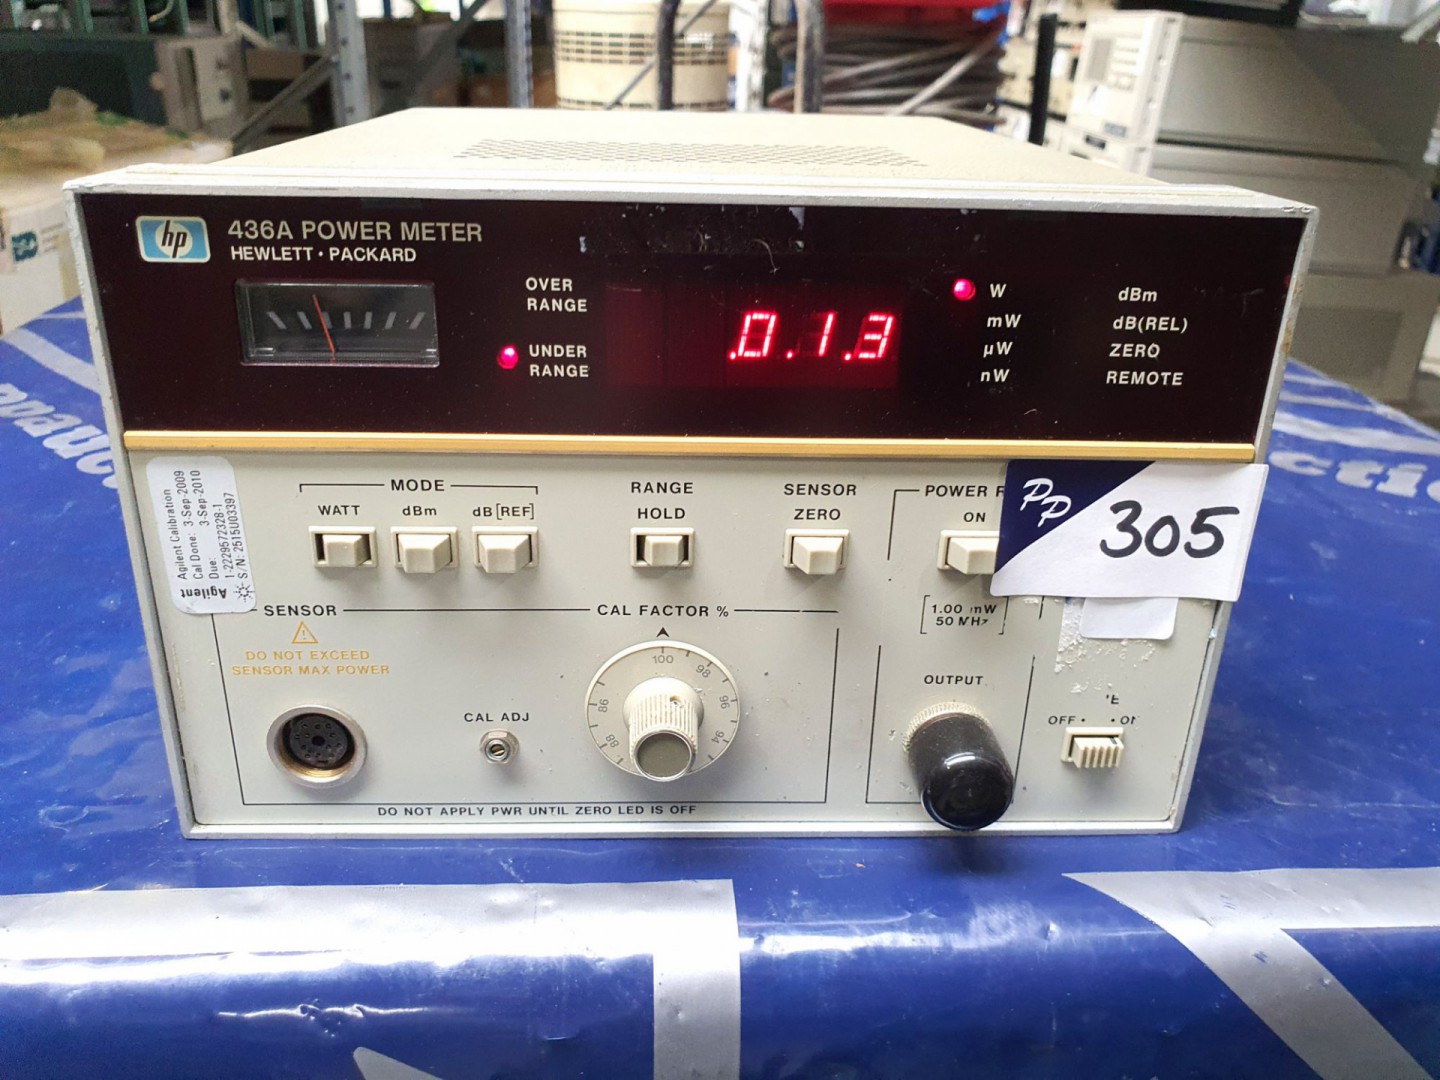 hp
436A POWER METER
HEWLETT • PACKARD
OVER
RANGE
UNDER
RANGE
.0.1.3
W
mW
µW
nW
dBm
dB(REL)
ZERO
REMOTE
Agilent Calibration
Cal Done: 3-Sep-2009
Due: 3-Sep-2010
1-2229572328-1
S/N: 2515U03397
Agilent
MODE
WATT
dBm
dB [REF]
RANGE
HOLD
SENSOR
ZERO
POWER R
ON
1.00 mW
50 MHz
PP
305
SENSOR
DO NOT EXCEED
SENSOR MAX POWER
CAL FACTOR %
100
98
96
94
88
86
CAL ADJ
OUTPUT
OFF • • ON
DO NOT APPLY PWR UNTIL ZERO LED IS OFF